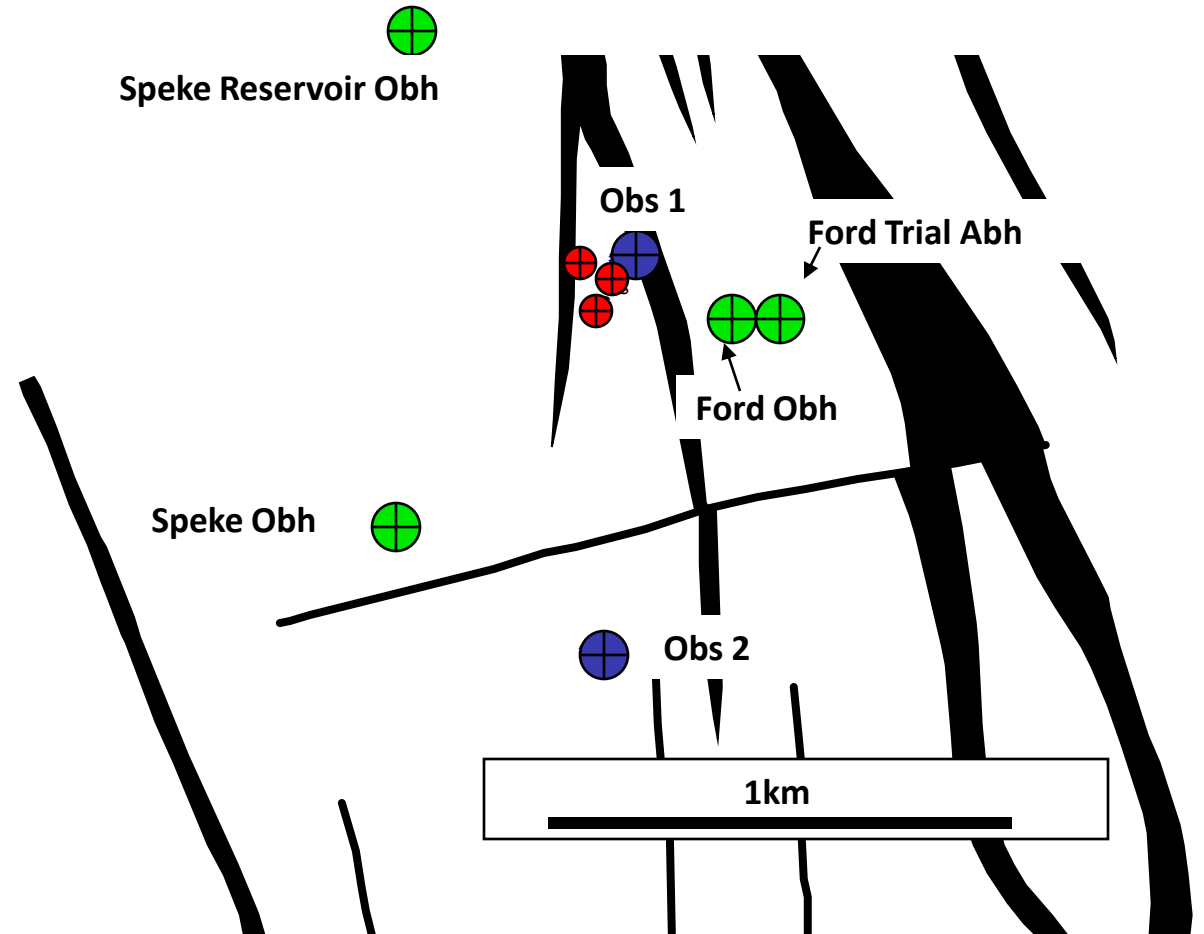 Speke Reservoir Obh
Obs 1
Ford Trial Abh
Ford Obh
Speke Obh
Obs 2
1km